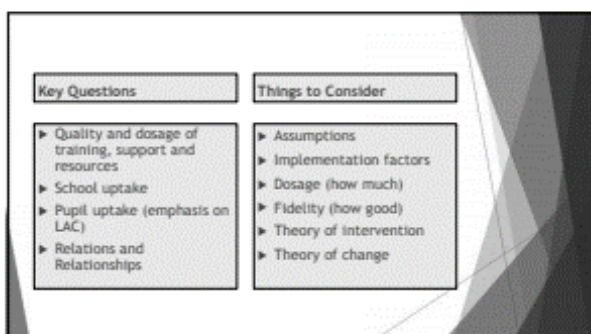 Key Questions
Quality and dosage of
training, support and
resources
School uptake
Pupil uptake (emphasis on
LAC)
Relations and
Relationships
Things to Consider
Assumptions
Implementation factors
Dosage (how much)
Fidelity (how good)
Theory of intervention
Theory of change